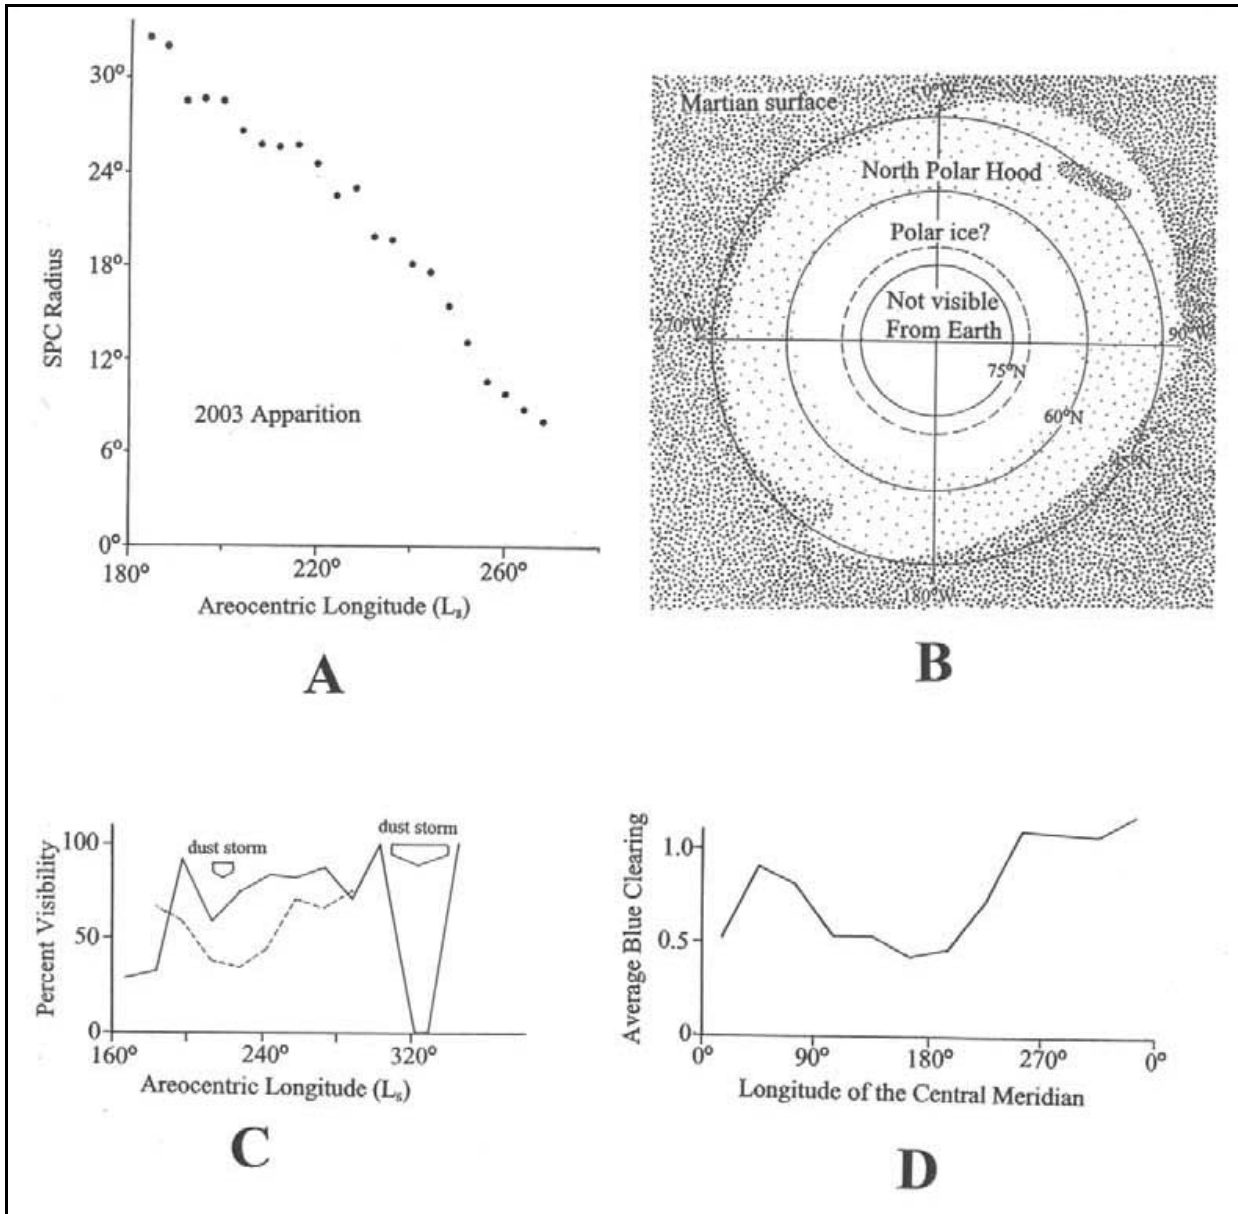 30°
24°
18°
12°
6°
0°
SPC Radius
2003 Apparition
180°
220°
260°
Areocentric Longitude (Lₛ)
A
Martian surface
0°W
North Polar Hood
Polar ice?
Not visible
From Earth
270°W
90°W
75°N
60°N
45°N
180°W
B
100
50
0
Percent Visibility
dust storm
dust storm
160°
240°
320°
Areocentric Longitude (Lₛ)
C
1.0
0.5
0
Average Blue Clearing
0°
90°
180°
270°
0°
Longitude of the Central Meridian
D